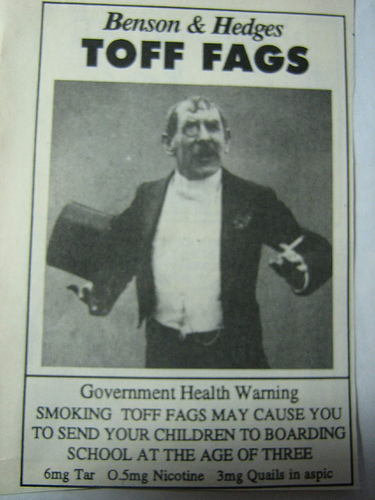 Benson & Hedges
TOFF FAGS
Government Health Warning
SMOKING TOFF FAGS MAY CAUSE YOU
TO SEND YOUR CHILDREN TO BOARDING
SCHOOL AT THE AGE OF THREE
6mg Tar O.5mg Nicotine 3mg Quails in aspic